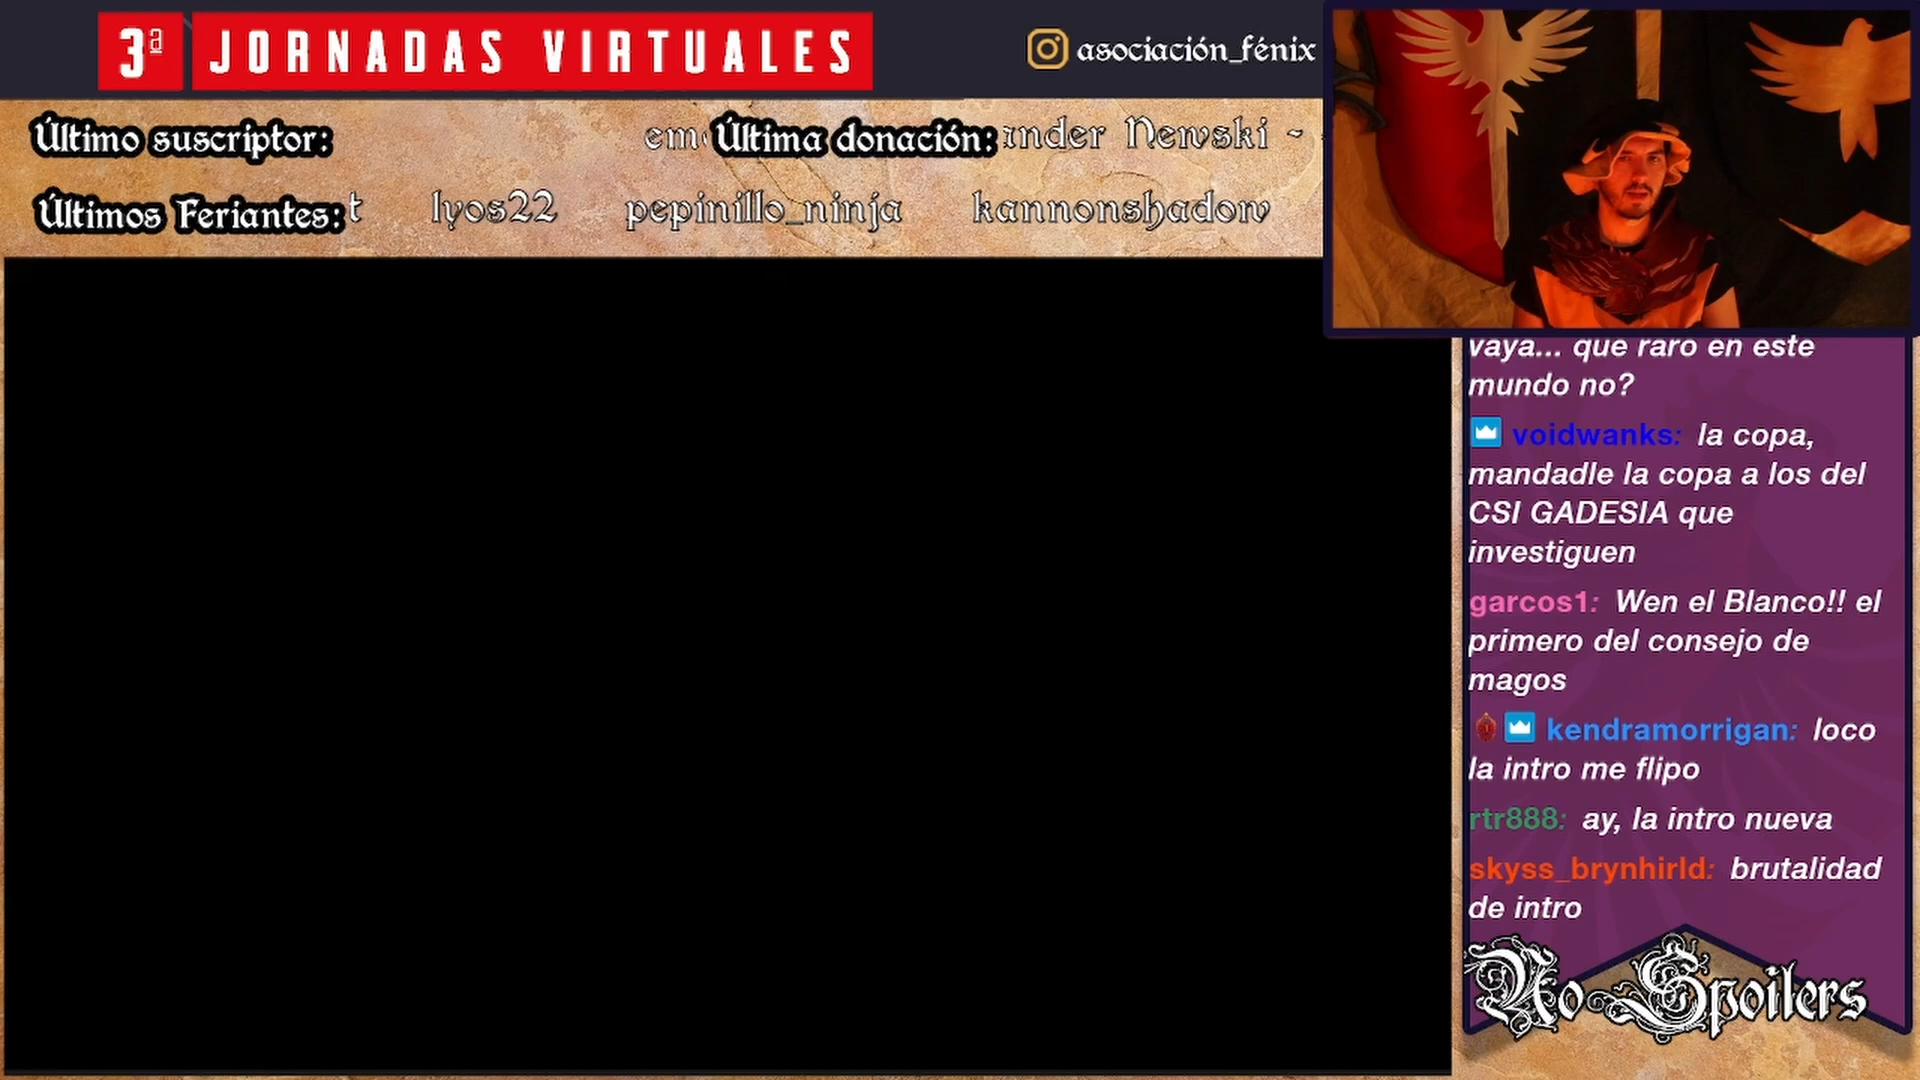 3ª JORNADAS VIRTUALES
asociación_fénix
Último suscriptor:
Última donación:
Newski -
Últimos Feriantes:
lyos22 pepinillo_ninja kannonshadow
vaya... que raro en este
mundo no?
voidwanks: la copa,
mandadle la copa a los del
CSI GADESIA que
investiguen
garcos1: Wen el Blanco!! el
primero del consejo de
magos
kendramorrigan: loco
la intro me flipo
rtr888: ay, la intro nueva
skyss_brynhirld: brutalidad
de intro
No Spoilers